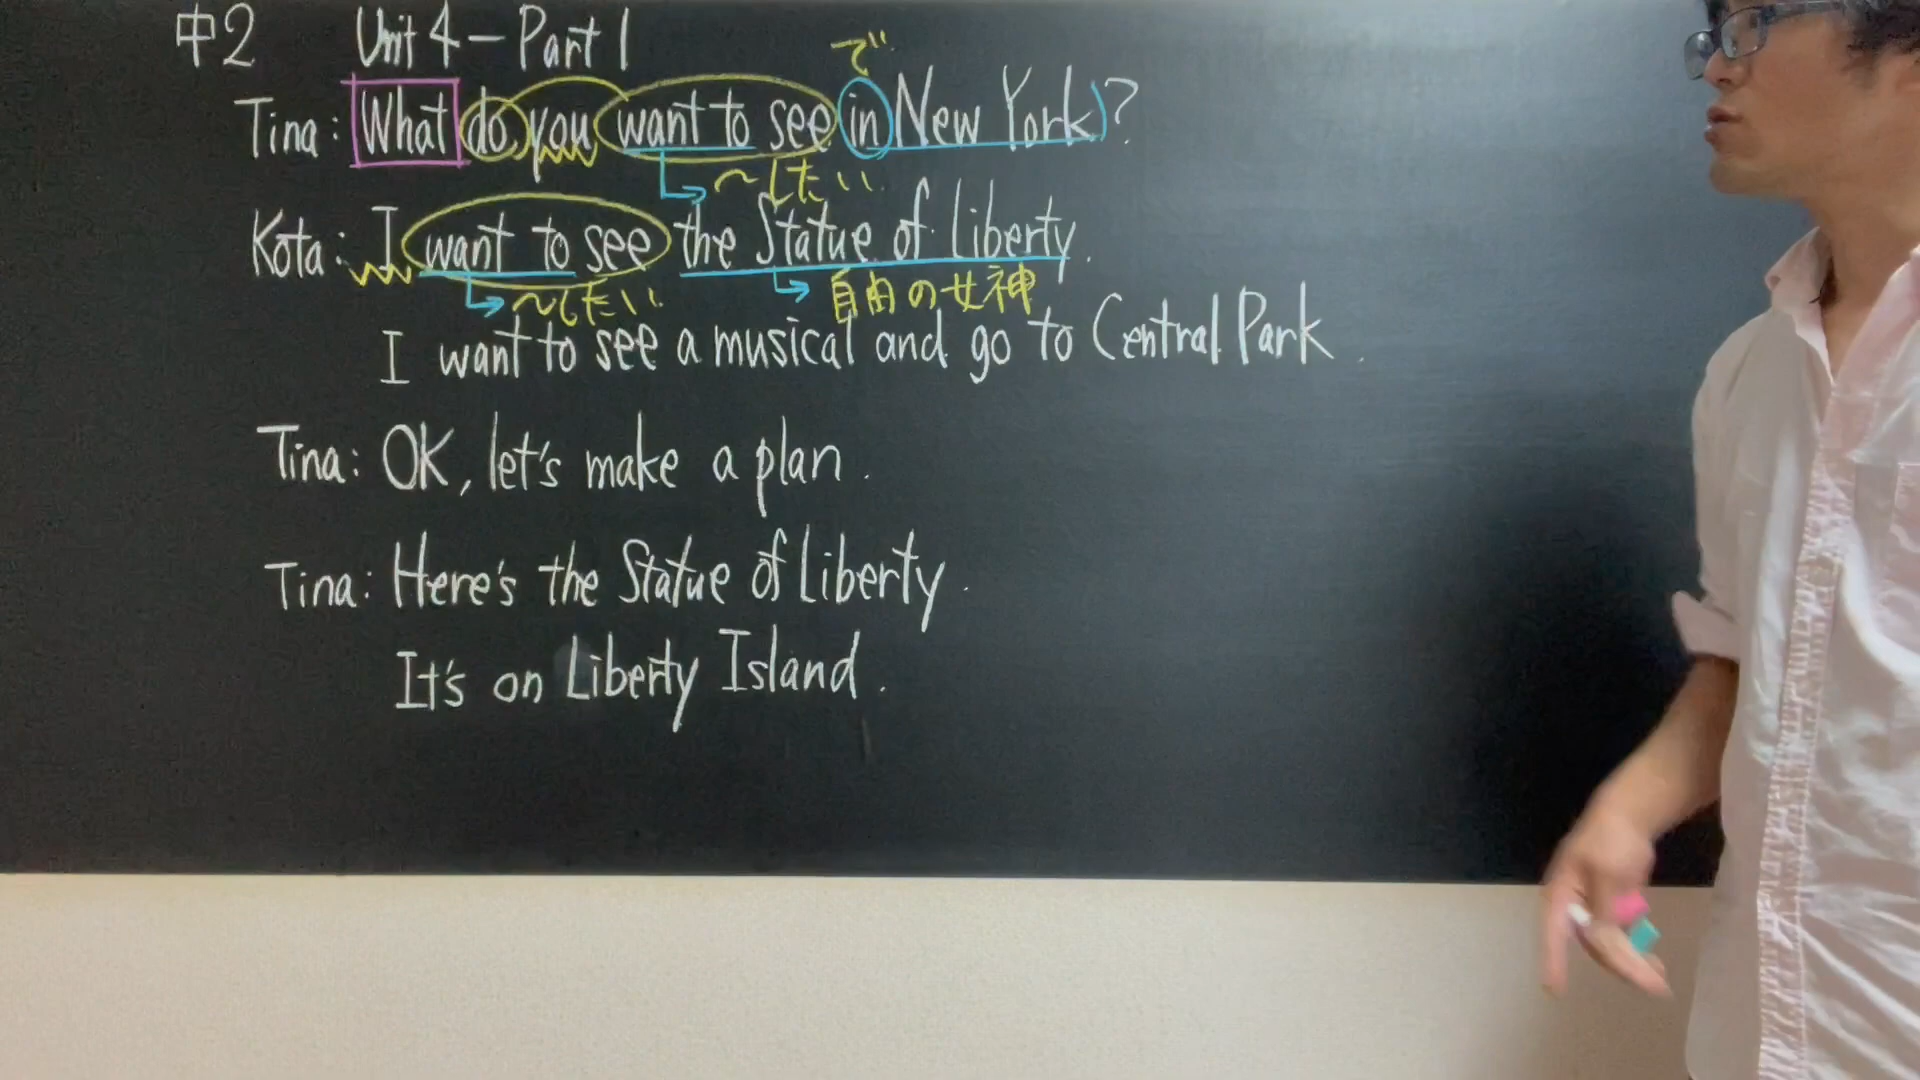 中2 Unit 4 - Part 1
で
Tina: What do you want to see in New York?
～したい
Kota: I want to see the Statue of Liberty.
～したい 自由の女神
I want to see a musical and go to Central Park.
Tina: OK, let's make a plan.
Tina: Here's the Statue of Liberty.
It's on Liberty Island.